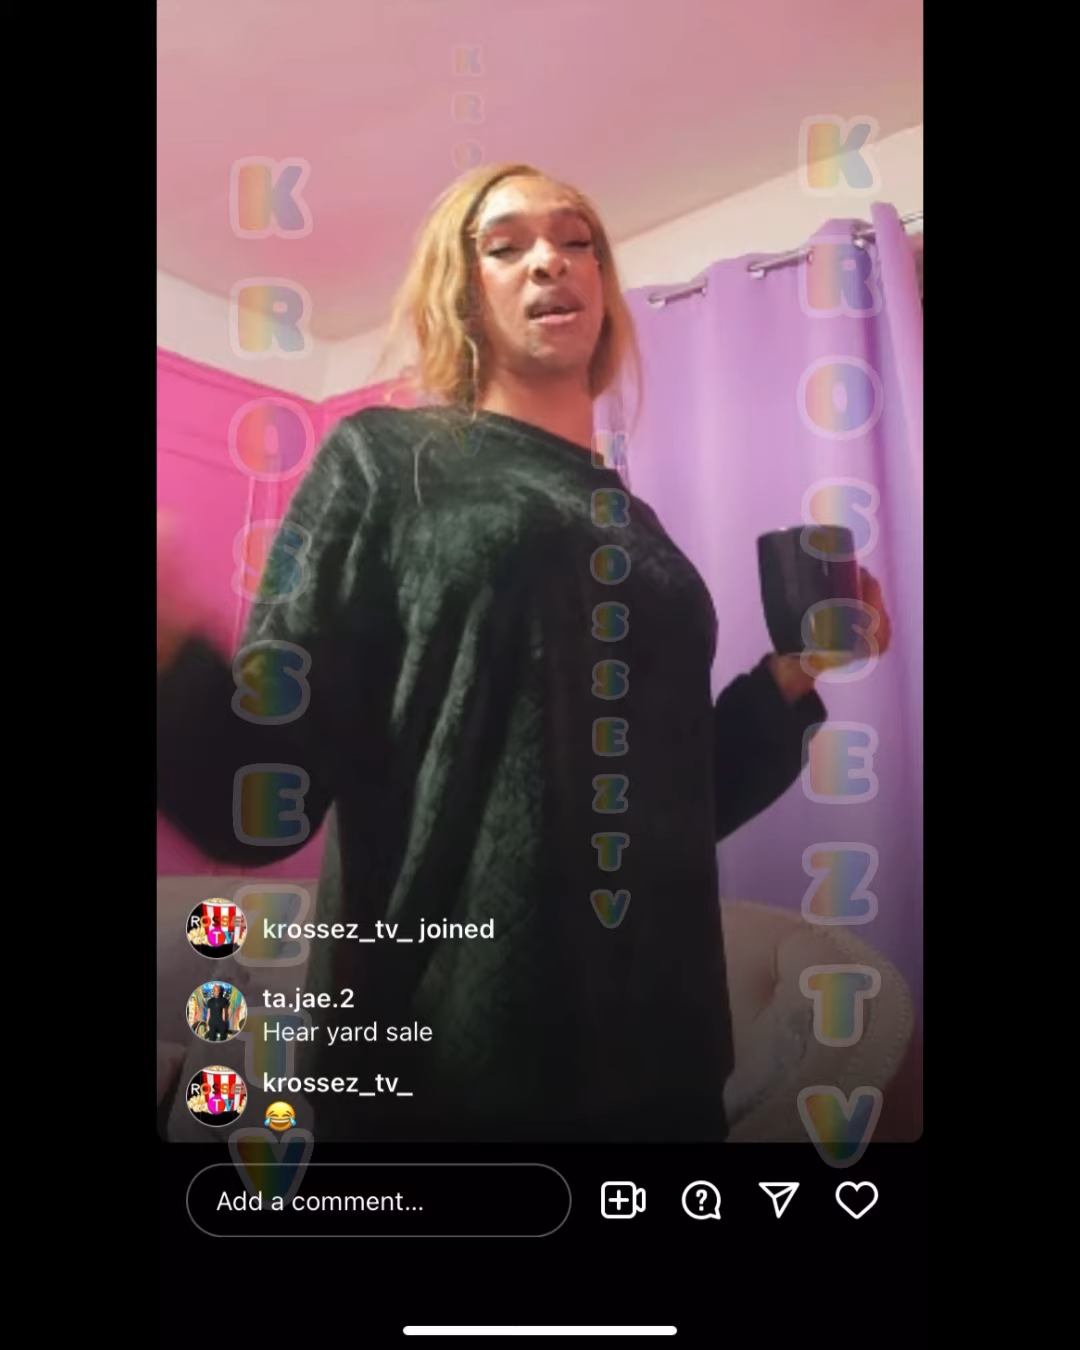 K
R
O
KROSSEZTV
KROSSEZTV
KROSSEZTV
krossez_tv_ joined
ta.jae.2
Hear yard sale
krossez_tv_
😂
Add a comment...